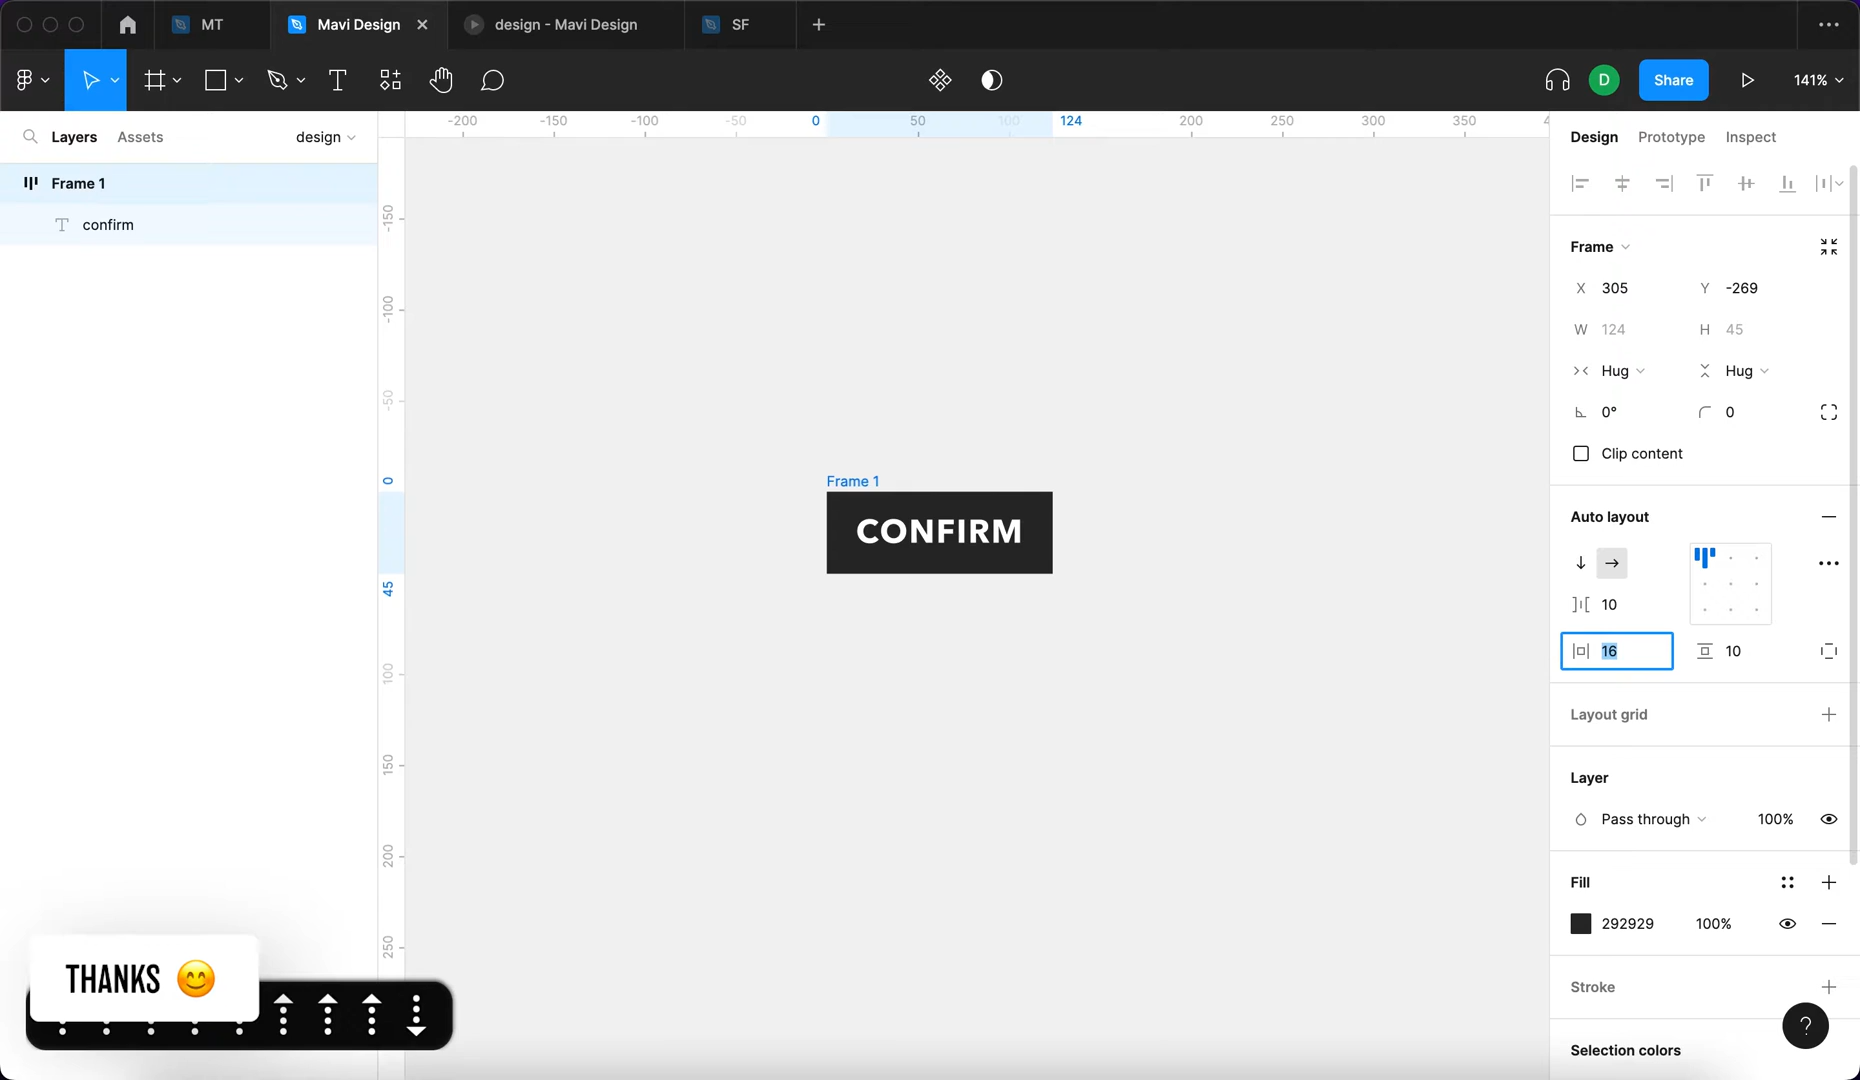 MT
Mavi Design
design - Mavi Design
SF
D
Share
141%
Layers
Assets
design
Frame 1
confirm
-200
-150
-100
-50
0
50
100
124
200
250
300
350
4
-150
-100
-50
0
45
100
150
200
250
Frame 1
CONFIRM
THANKS 😊
Design
Prototype
Inspect
Frame
X 305
Y -269
W 124
H 45
Hug
Hug
0°
0
Clip content
Auto layout
10
16
10
Layout grid
Layer
Pass through
100%
Fill
292929
100%
Stroke
?
Selection colors